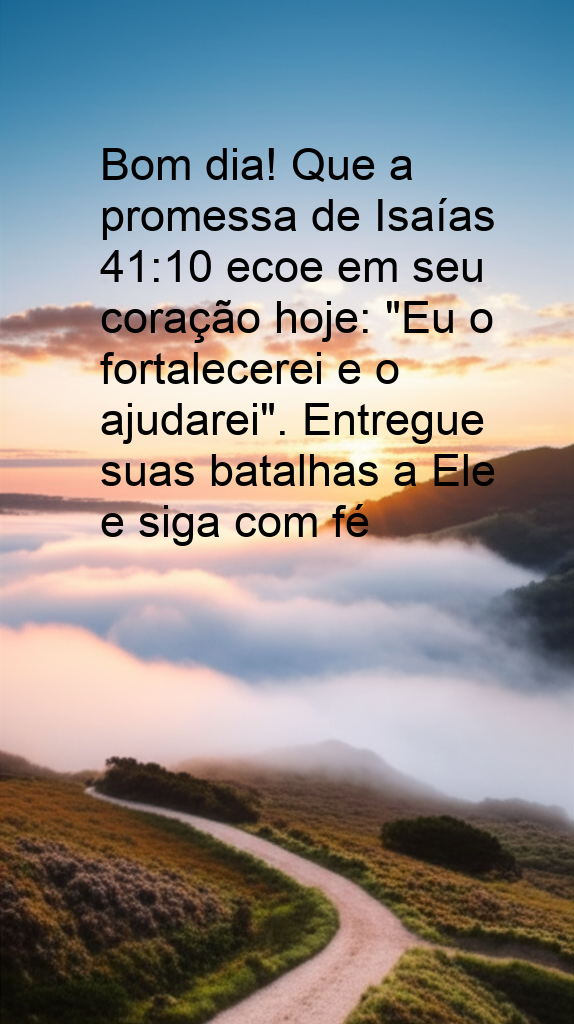 Bom dia! Que a
promessa de Isaías
41:10 ecoe em seu
coração hoje: "Eu o
fortalecerei e o
ajudarei". Entregue
suas batalhas a Ele
e siga com fé